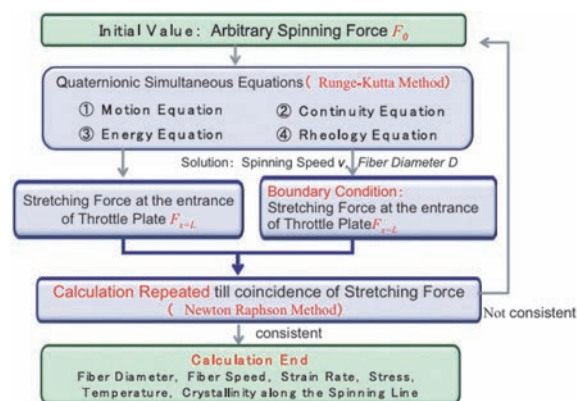 Initial Value: Arbitrary Spinning Force F₀
Quaternionic Simultaneous Equations( Runge-Kutta Method)
① Motion Equation ② Continuity Equation
③ Energy Equation ④ Rheology Equation
Solution: Spinning Speed v, Fiber Diameter D
Stretching Force at the entrance
of Throttle Plate Fz=L
Boundary Condition:
Stretching Force at the entrance
of Throttle PlateFz=L
Calculation Repeated till coincidence of Stretching Force
( Newton Raphson Method)
Not consistent
consistent
Calculation End
Fiber Diameter, Fiber Speed, Strain Rate, Stress,
Temperature, Crystallinity along the Spinning Line